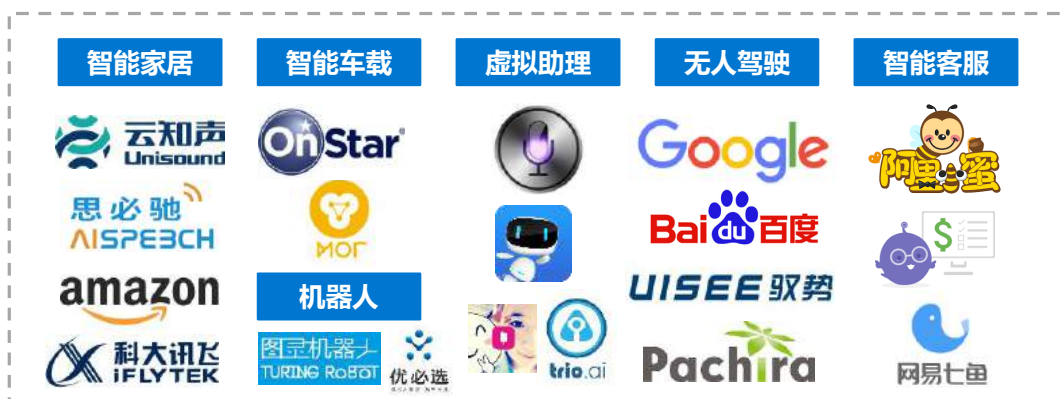 智能家居
云知声
Unisound
思必驰
AISPEECH
amazon
科大讯飞
iFLYTEK
智能车载
OnStar
机器人
图灵机器人
TURING ROBOT
优必选
虚拟助理
trio.ai
无人驾驶
Google
Bai du 百度
UISEE 驭势
Pachira
智能客服
阿里小蜜
$
网易七鱼